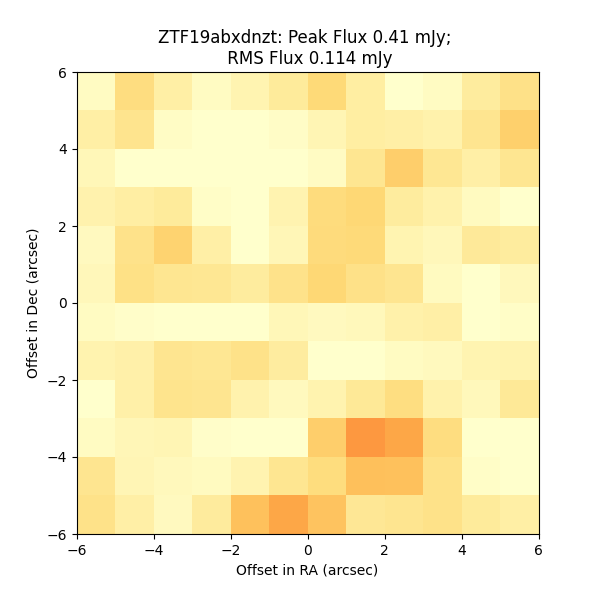 ZTF19abxdnzt: Peak Flux 0.41 mJy;
RMS Flux 0.114 mJy
6
4
2
0
−2
−4
−6
Offset in Dec (arcsec)
−6 −4 −2 0 2 4 6
Offset in RA (arcsec)